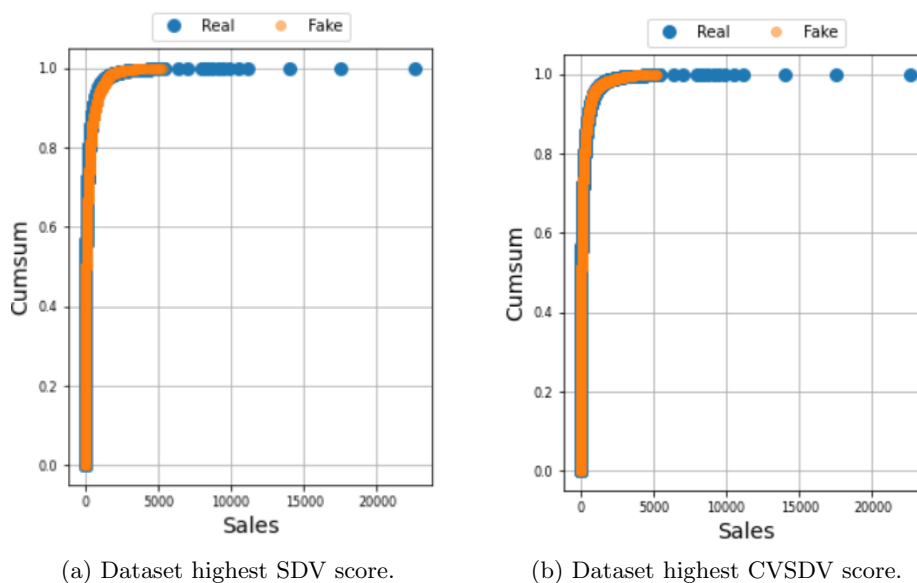 Real Fake
1.0
0.8
0.6
0.4
0.2
0.0
Cumsum
0 5000 10000 15000 20000
Sales
(a) Dataset highest SDV score.
Real Fake
1.0
0.8
0.6
0.4
0.2
0.0
Cumsum
0 5000 10000 15000 20000
Sales
(b) Dataset highest CVSDV score.